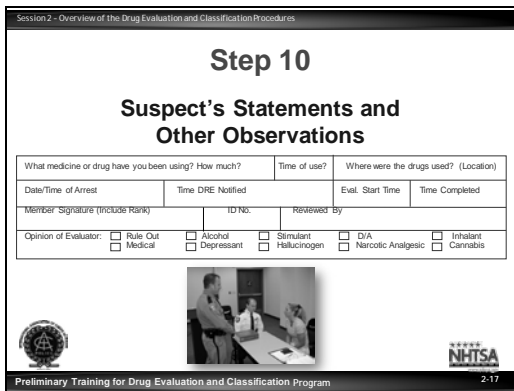 Session 2 - Overview of the Drug Evaluation and Classification Procedures
Step 10
Suspect's Statements and
Other Observations
What medicine or drug have you been using? How much? Time of use? Where were the drugs used? (Location)
Date/Time of Arrest Time DRE Notified Eval. Start Time Time Completed
Member Signature (Include Rank) ID No. Reviewed By
Opinion of Evaluator: Rule Out Alcohol Stimulant D/A Inhalant
Medical Depressant Hallucinogen Narcotic Analgesic Cannabis
NHTSA
Preliminary Training for Drug Evaluation and Classification Program 2-17